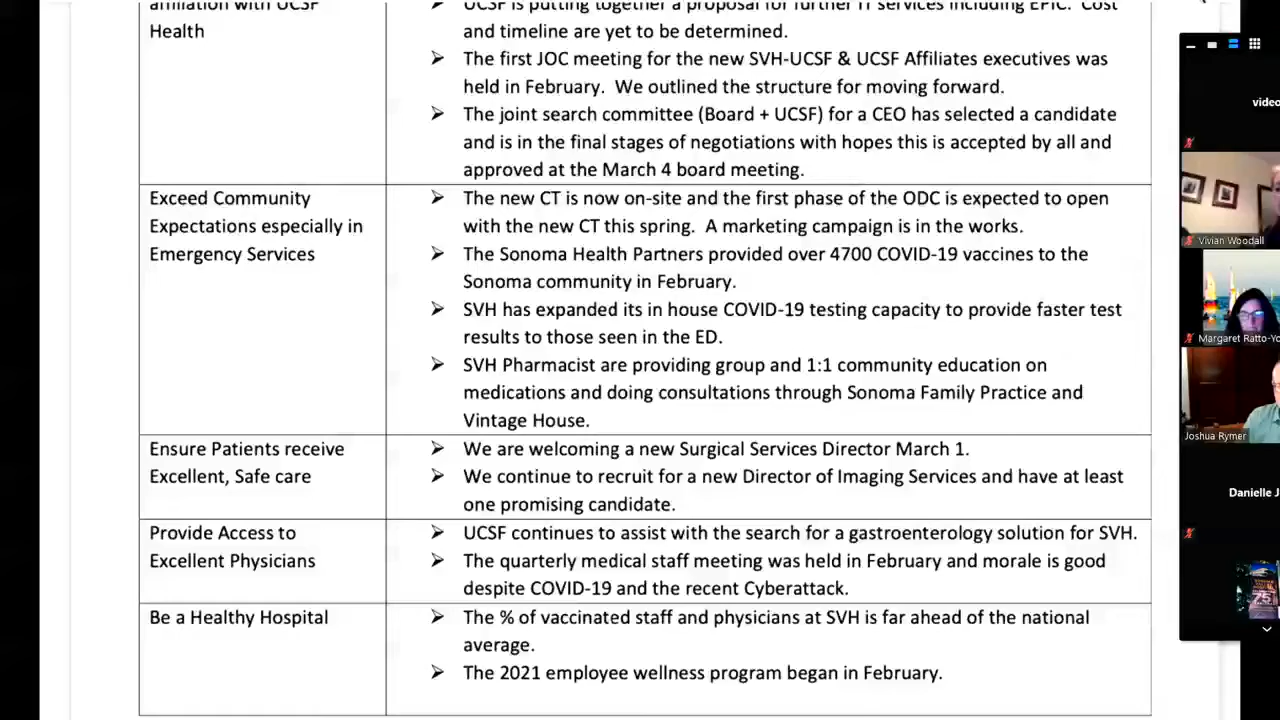 affiliation with UCSF
Health
UCSF is putting together a proposal for further IT services including EPIC. Cost
and timeline are yet to be determined.
The first JOC meeting for the new SVH-UCSF & UCSF Affiliates executives was
held in February. We outlined the structure for moving forward.
The joint search committee (Board + UCSF) for a CEO has selected a candidate
and is in the final stages of negotiations with hopes this is accepted by all and
approved at the March 4 board meeting.
Exceed Community
Expectations especially in
Emergency Services
The new CT is now on-site and the first phase of the ODC is expected to open
with the new CT this spring. A marketing campaign is in the works.
The Sonoma Health Partners provided over 4700 COVID-19 vaccines to the
Sonoma community in February.
SVH has expanded its in house COVID-19 testing capacity to provide faster test
results to those seen in the ED.
SVH Pharmacist are providing group and 1:1 community education on
medications and doing consultations through Sonoma Family Practice and
Vintage House.
Ensure Patients receive
Excellent, Safe care
We are welcoming a new Surgical Services Director March 1.
We continue to recruit for a new Director of Imaging Services and have at least
one promising candidate.
Provide Access to
Excellent Physicians
UCSF continues to assist with the search for a gastroenterology solution for SVH.
The quarterly medical staff meeting was held in February and morale is good
despite COVID-19 and the recent Cyberattack.
Be a Healthy Hospital
The % of vaccinated staff and physicians at SVH is far ahead of the national
average.
The 2021 employee wellness program began in February.
video
Vivian Woodall
Margaret Ratto-Yo
Joshua Rymer
Danielle J